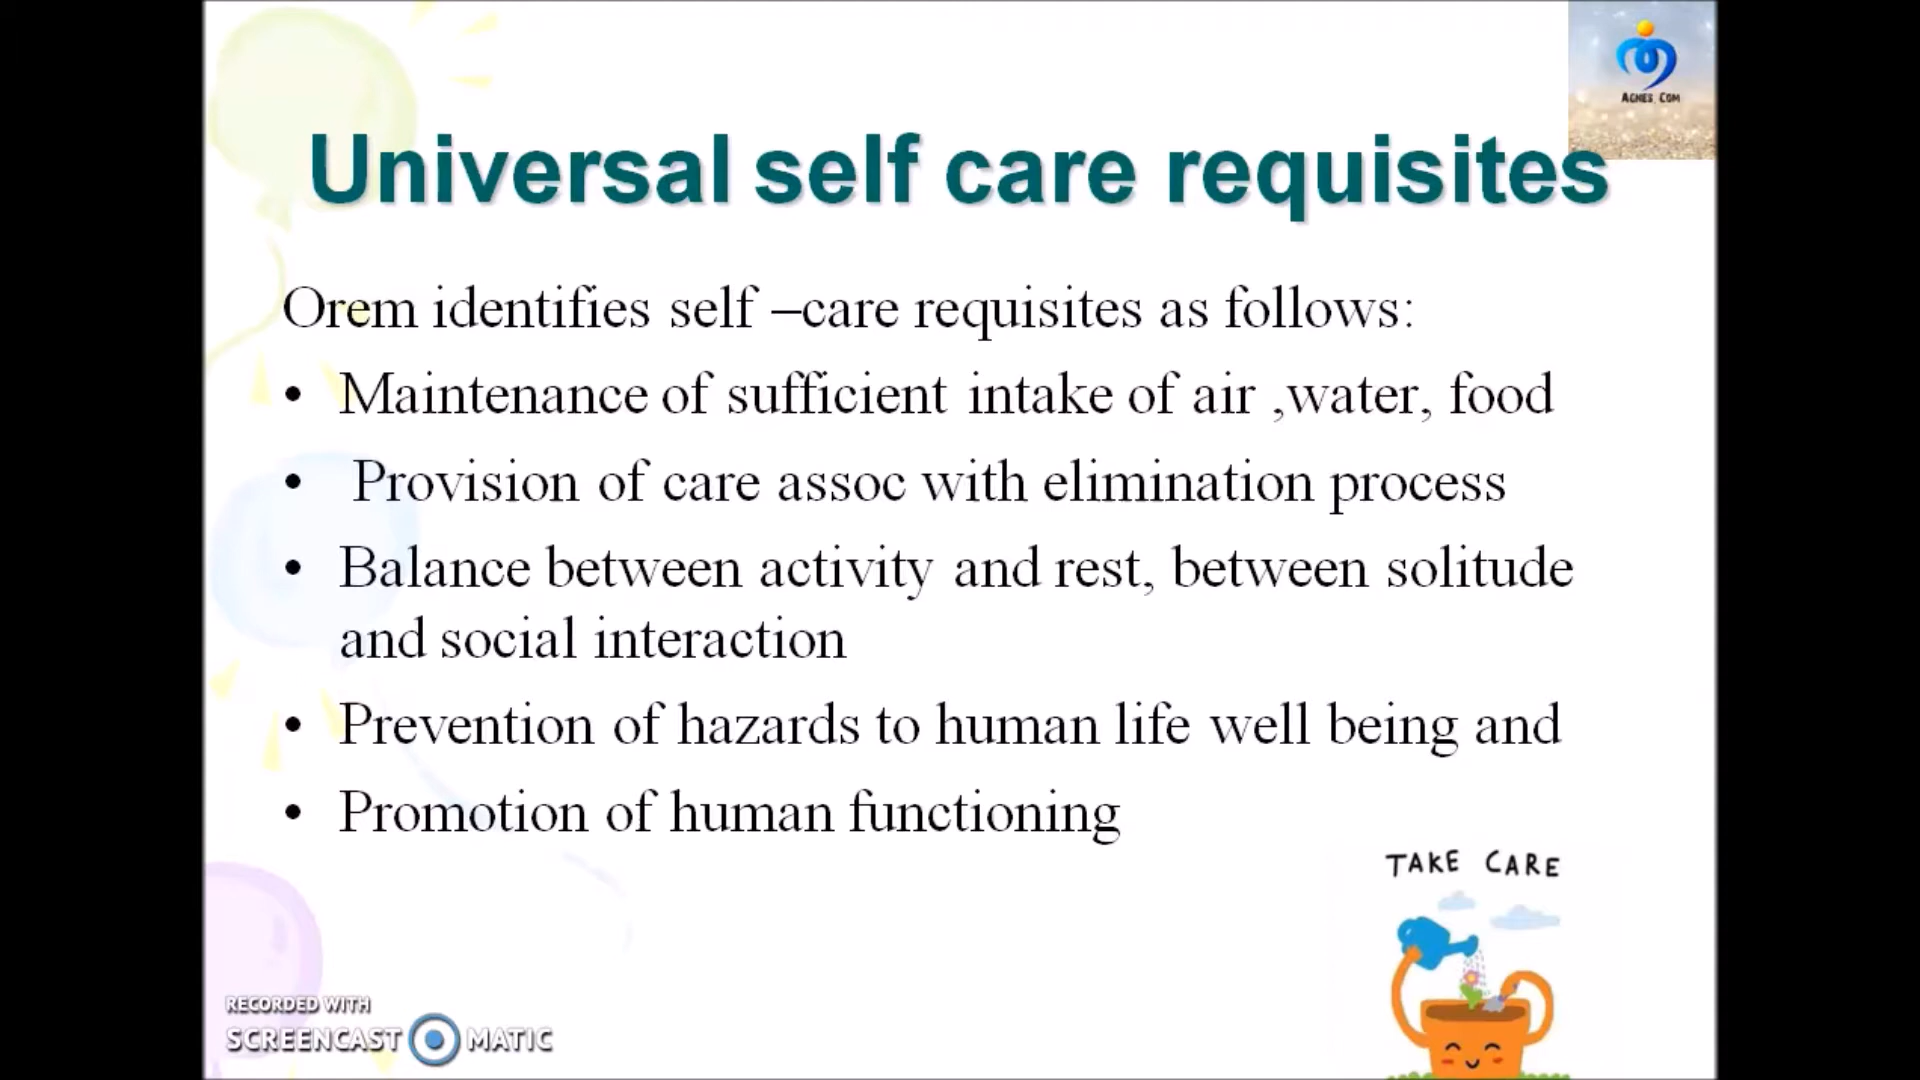 AGNES. COM
Universal self care requisites
Orem identifies self –care requisites as follows:
• Maintenance of sufficient intake of air ,water, food
• Provision of care assoc with elimination process
• Balance between activity and rest, between solitude
and social interaction
• Prevention of hazards to human life well being and
• Promotion of human functioning
TAKE CARE
RECORDED WITH
SCREENCAST MATIC